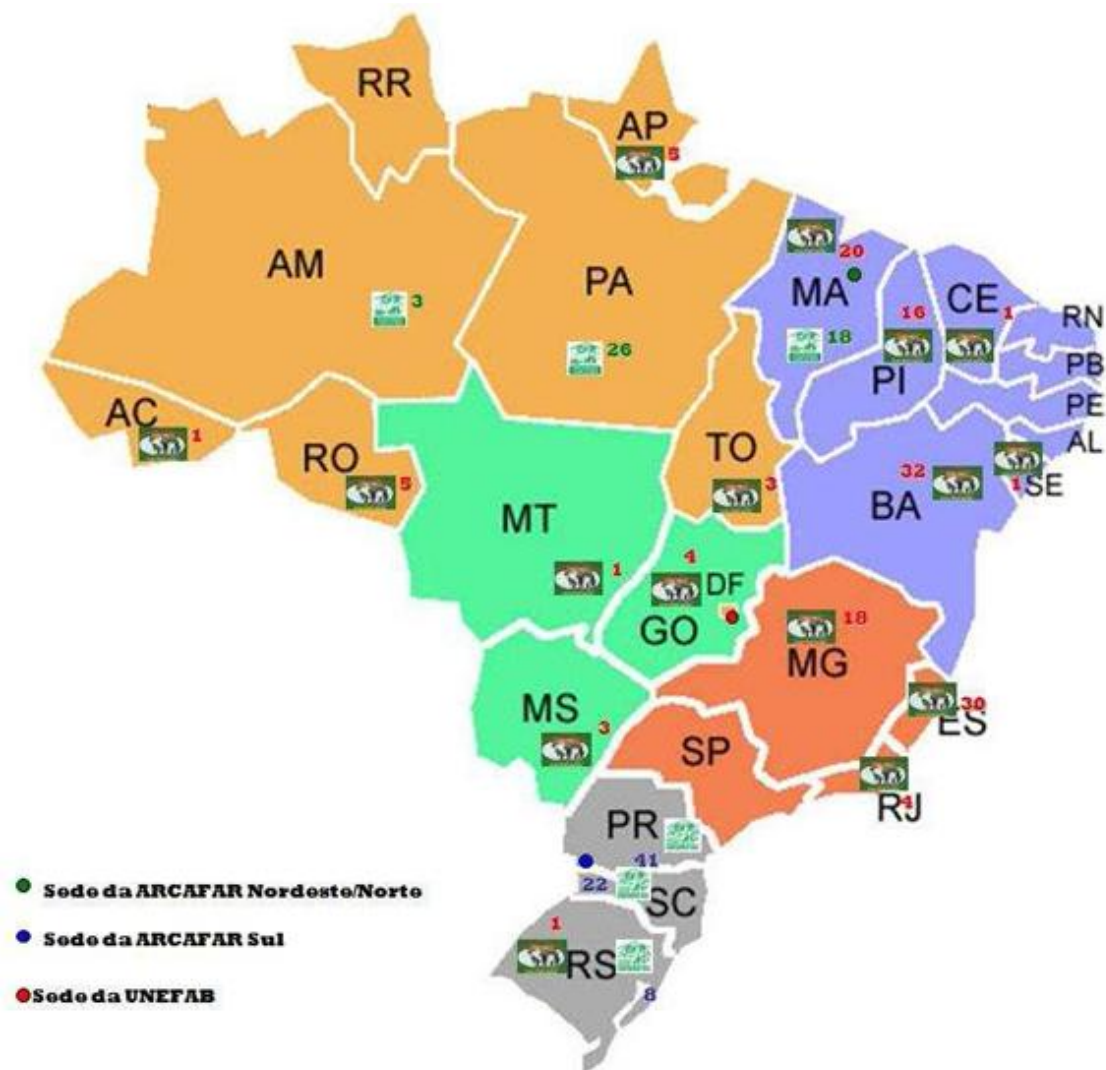 RR
AP
5
AM
3
PA
26
20
MA
18
16
PI
CE
1
RN
PB
PE
AL
1
SE
AC
1
RO
5
TO
3
32
BA
MT
1
4
DF
GO
18
MG
30
ES
MS
3
SP
4
RJ
PR
41
22
SC
1
RS
8
Sede da ARCAFAR Nordeste/Norte
Sede da ARCAFAR Sul
Sede da UNEFAB